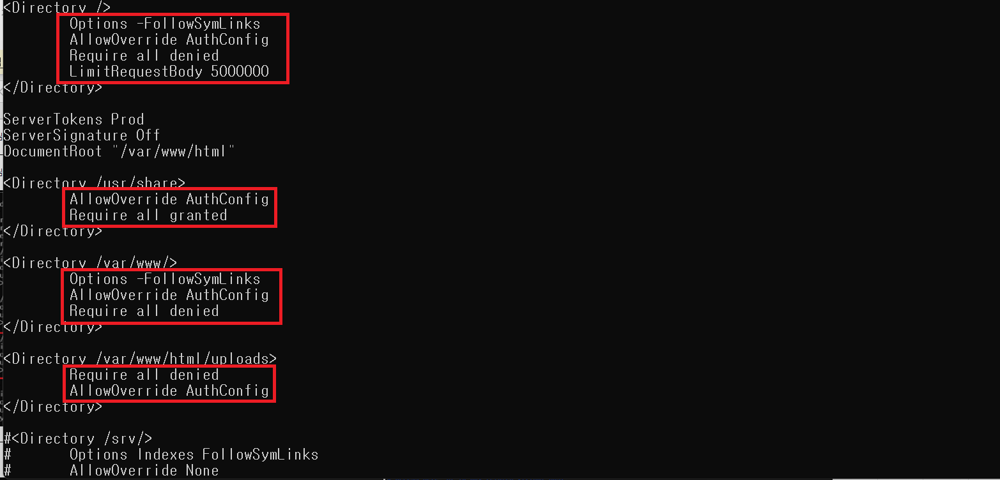 <Directory />
Options -FollowSymLinks
AllowOverride AuthConfig
Require all denied
LimitRequestBody 5000000
</Directory>
ServerTokens Prod
ServerSignature Off
DocumentRoot "/var/www/html"
<Directory /usr/share>
AllowOverride AuthConfig
Require all granted
</Directory>
<Directory /var/www/>
Options -FollowSymLinks
AllowOverride AuthConfig
Require all denied
</Directory>
<Directory /var/www/html/uploads>
Require all denied
AllowOverride AuthConfig
</Directory>
#<Directory /srv/>
# Options Indexes FollowSymLinks
# AllowOverride None